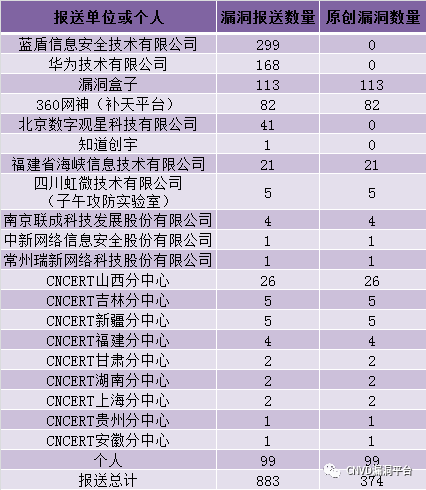 报送单位或个人 漏洞报送数量 原创漏洞数量
蓝盾信息安全技术有限公司 299 0
华为技术有限公司 168 0
漏洞盒子 113 113
360网神（补天平台） 82 82
北京数字观星科技有限公司 41 0
知道创宇 1 0
福建省海峡信息技术有限公司 21 21
四川虹微技术有限公司
（子午攻防实验室） 5 5
南京联成科技发展股份有限公司 4 4
中新网络信息安全股份有限公司 1 1
常州瑞新网络科技股份有限公司 1 1
CNCERT山西分中心 26 26
CNCERT吉林分中心 5 5
CNCERT新疆分中心 5 5
CNCERT福建分中心 4 4
CNCERT甘肃分中心 2 2
CNCERT湖南分中心 2 2
CNCERT上海分中心 2 2
CNCERT贵州分中心 1 1
CNCERT安徽分中心 1 1
个人 99 99
报送总计 883 374
CNVD漏洞平台